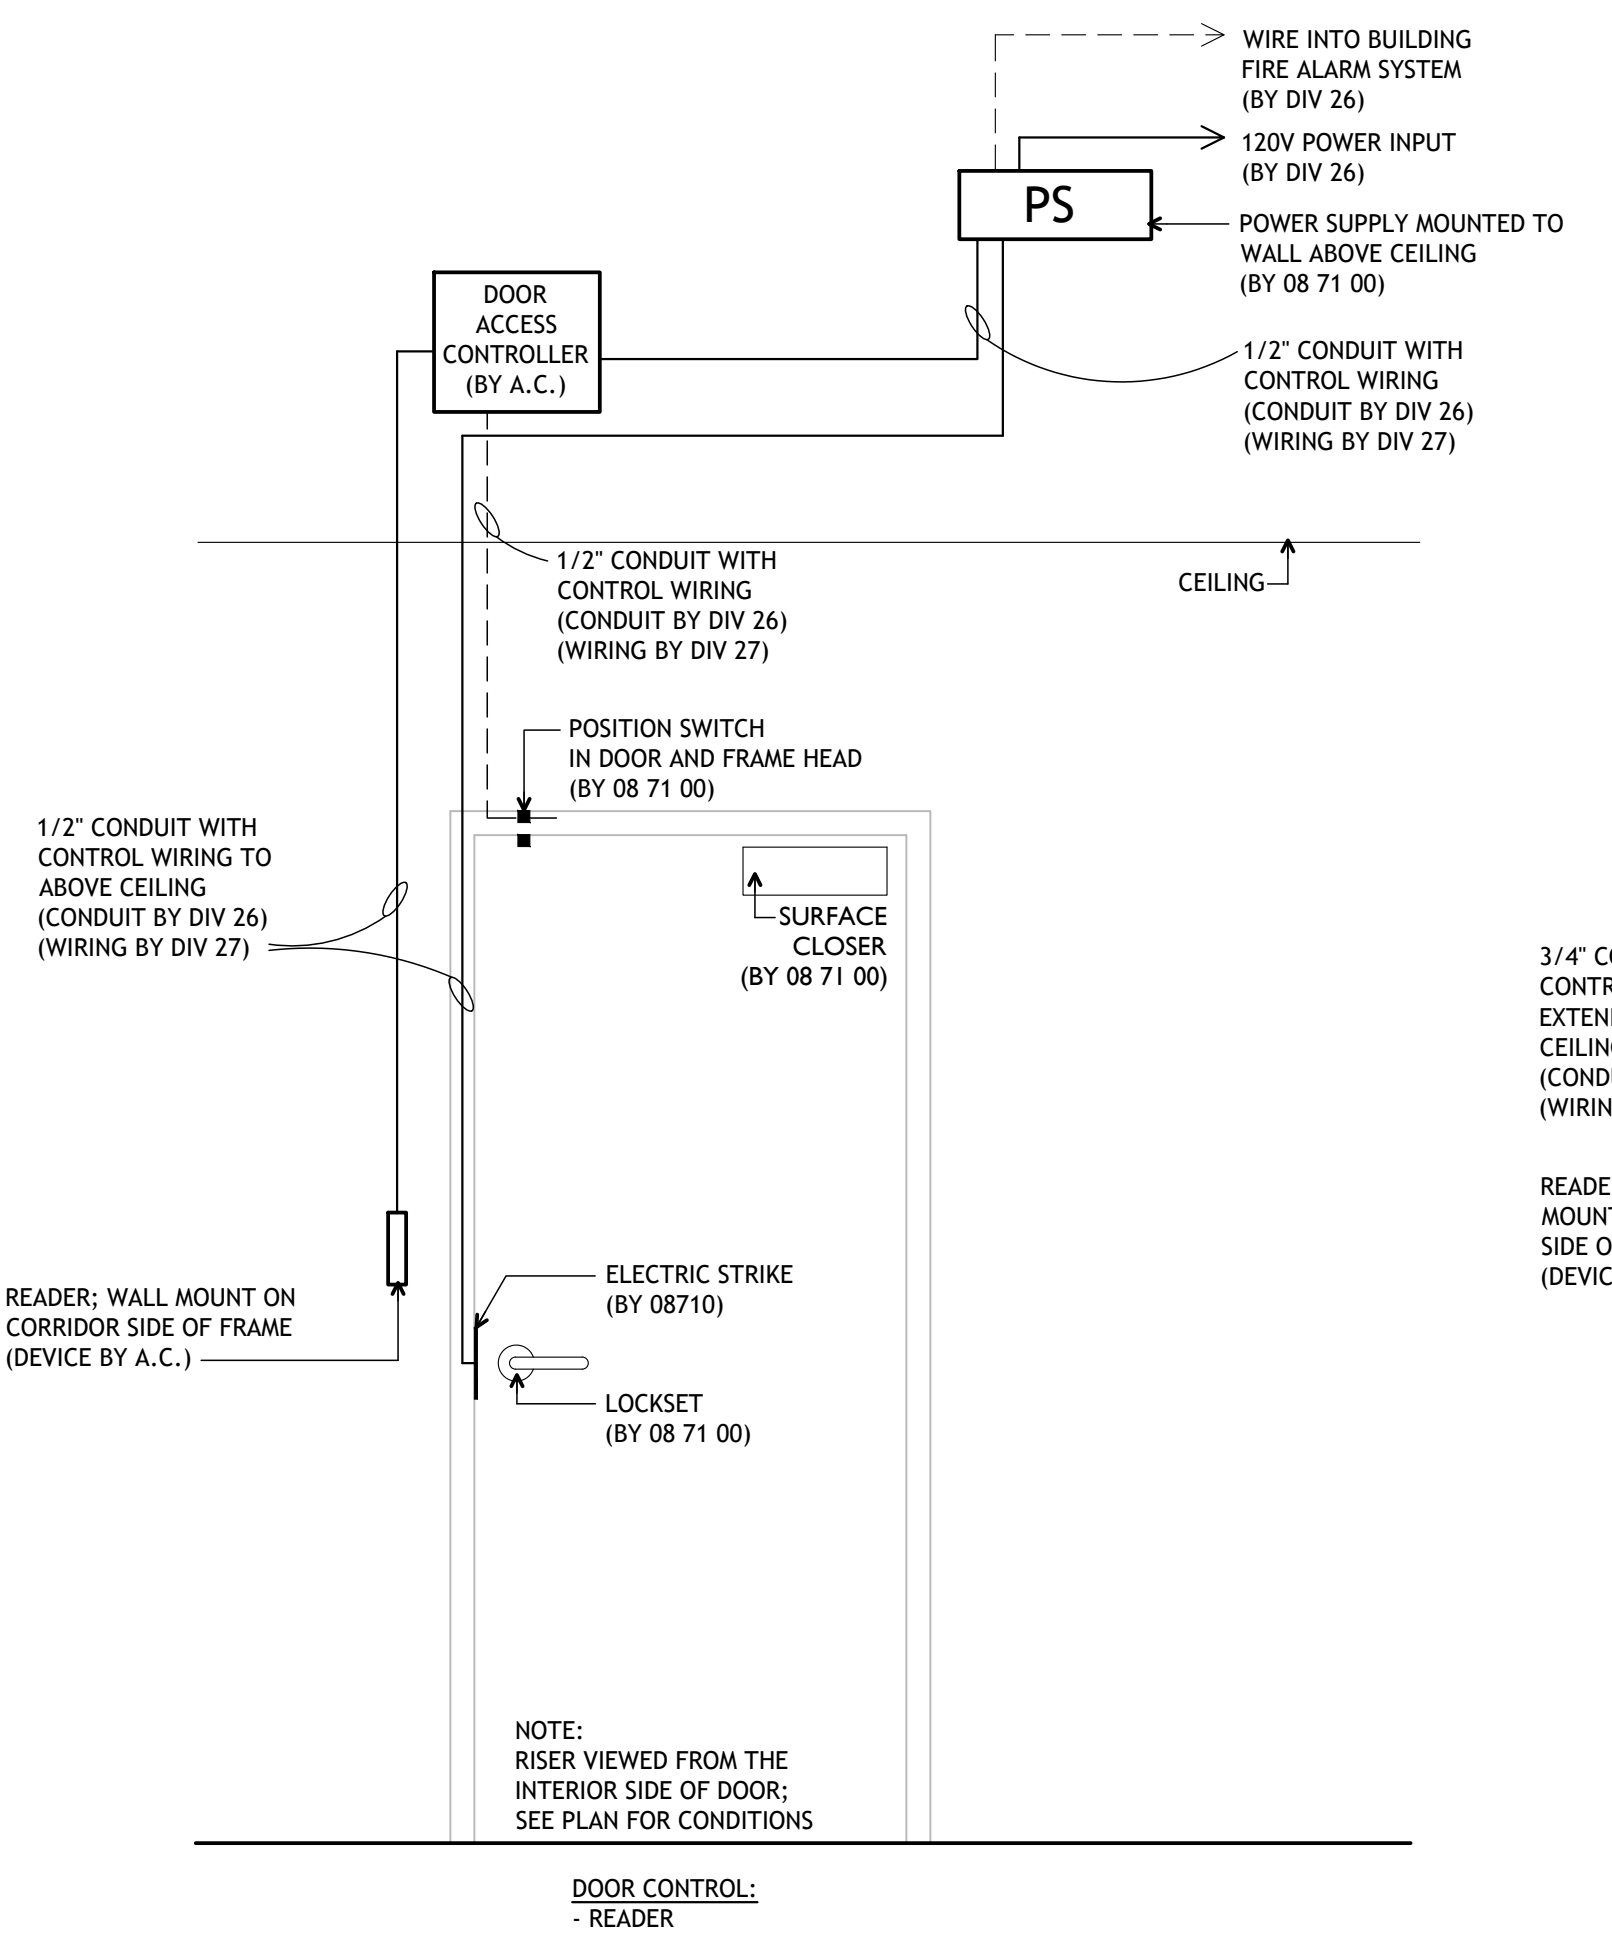 WIRE INTO BUILDING
FIRE ALARM SYSTEM
(BY DIV 26)
120V POWER INPUT
(BY DIV 26)
PS
POWER SUPPLY MOUNTED TO
WALL ABOVE CEILING
(BY 08 71 00)
DOOR
ACCESS
CONTROLLER
(BY A.C.)
1/2" CONDUIT WITH
CONTROL WIRING
(CONDUIT BY DIV 26)
(WIRING BY DIV 27)
1/2" CONDUIT WITH
CONTROL WIRING
(CONDUIT BY DIV 26)
(WIRING BY DIV 27)
CEILING
POSITION SWITCH
IN DOOR AND FRAME HEAD
(BY 08 71 00)
1/2" CONDUIT WITH
CONTROL WIRING TO
ABOVE CEILING
(CONDUIT BY DIV 26)
(WIRING BY DIV 27)
SURFACE
CLOSER
(BY 08 71 00)
3/4"
READER; WALL MOUNT ON
CORRIDOR SIDE OF FRAME
(DEVICE BY A.C.)
ELECTRIC STRIKE
(BY 08710)
LOCKSET
(BY 08 71 00)
SIDE
NOTE:
RISER VIEWED FROM THE
INTERIOR SIDE OF DOOR;
SEE PLAN FOR CONDITIONS
DOOR CONTROL:
- READER